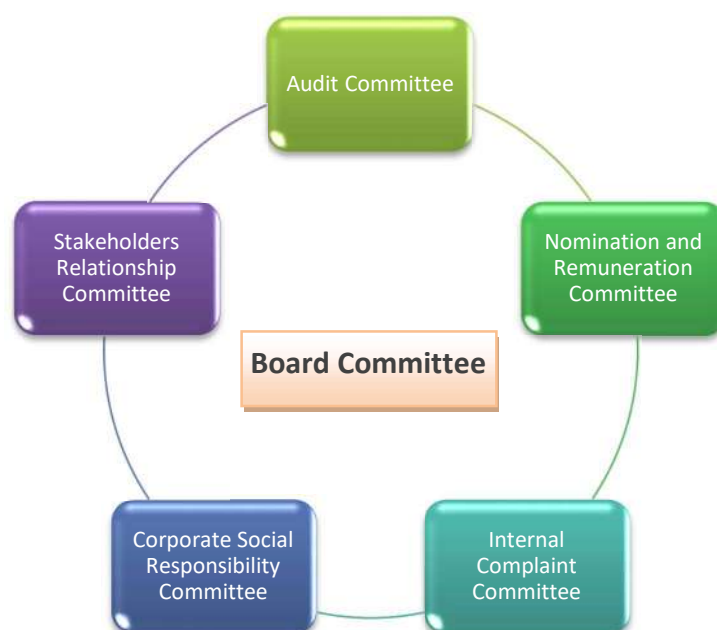 Audit Committee
Stakeholders
Relationship
Committee
Nomination and
Remuneration
Committee
Board Committee
Corporate Social
Responsibility
Committee
Internal
Complaint
Committee